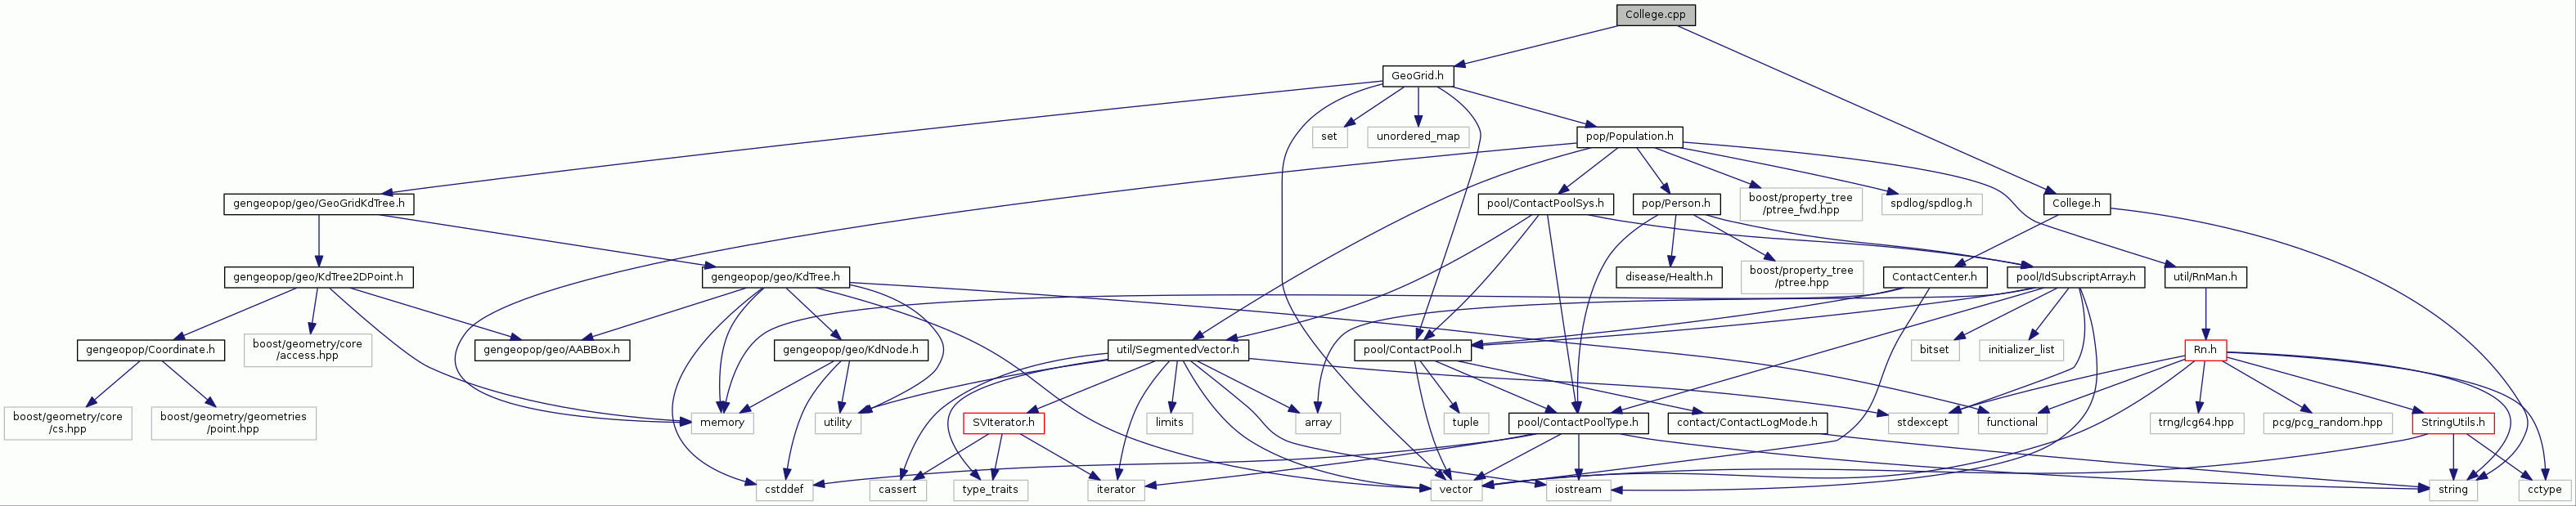 College.cpp
GeoGrid.h
set
unordered_map
pop/Population.h
gengeopop/geo/GeoGridKdTree.h
pool/ContactPoolSys.h
pop/Person.h
boost/property_tree
/ptree_fwd.hpp
spdlog/spdlog.h
College.h
gengeopop/geo/KdTree2DPoint.h
gengeopop/geo/KdTree.h
disease/Health.h
boost/property_tree
/ptree.hpp
ContactCenter.h
pool/IdSubscriptArray.h
util/RnMan.h
gengeopop/Coordinate.h
boost/geometry/core
/access.hpp
gengeopop/geo/AABBox.h
gengeopop/geo/KdNode.h
util/SegmentedVector.h
pool/ContactPool.h
bitset
initializer_list
Rn.h
boost/geometry/core
/cs.hpp
boost/geometry/geometries
/point.hpp
memory
utility
SVIterator.h
limits
array
tuple
pool/ContactPoolType.h
contact/ContactLogMode.h
stdexcept
functional
trng/lcg64.hpp
pcg/pcg_random.hpp
StringUtils.h
cstddef
cassert
type_traits
iterator
vector
iostream
string
cctype